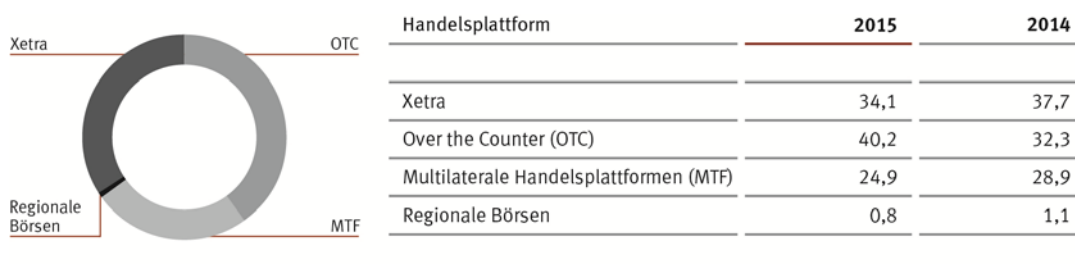 Xetra
OTC
Regionale
Börsen
MTF
Handelsplattform 2015 2014
Xetra 34,1 37,7
Over the Counter (OTC) 40,2 32,3
Multilaterale Handelsplattformen (MTF) 24,9 28,9
Regionale Börsen 0,8 1,1